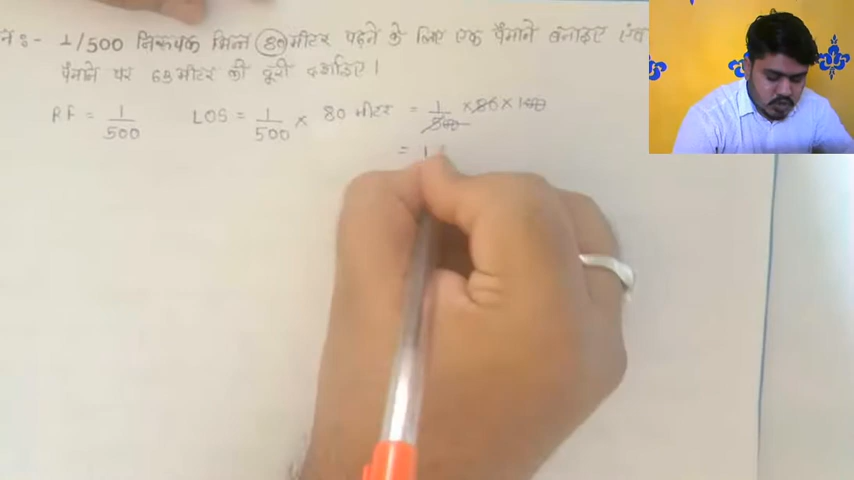 नः- 1/500 निरूपक भिन्न 80 मीटर पढ़ने के लिए एक पैमाने बनाइए एंव
पैमाने पर 65 मीटर की दूरी दर्शाइए।
RF = 1/500 LOS = 1/500 × 80 मीटर = 1/500 × 80 × 100
= 1